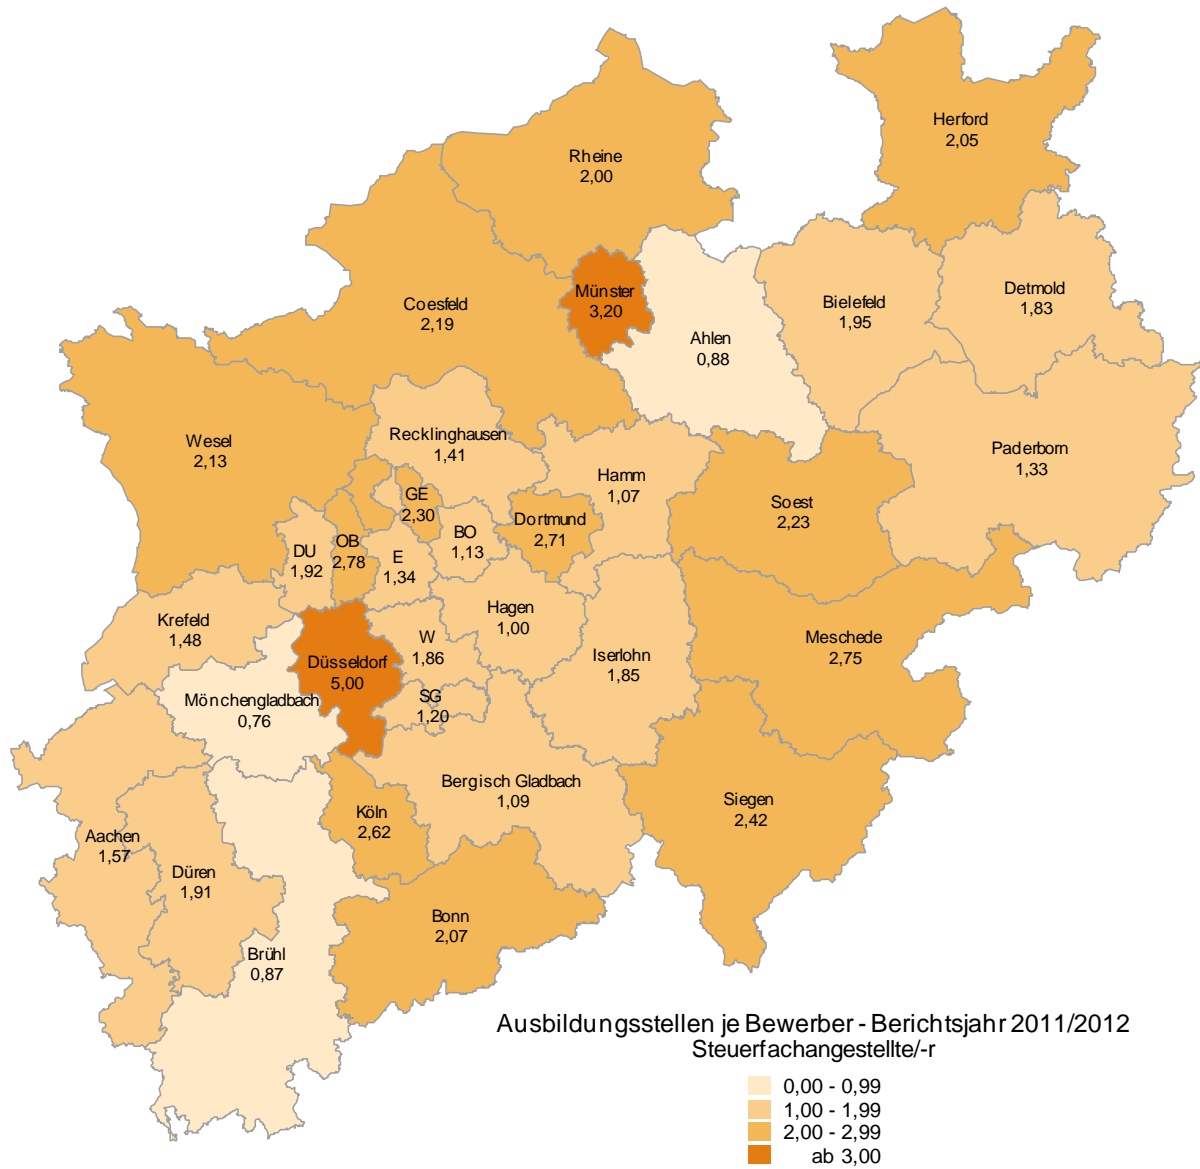 Herford
2,05
Rheine
2,00
Detmold
1,83
Münster
3,20
Bielefeld
1,95
Coesfeld
2,19
Ahlen
0,88
Wesel
2,13
Recklinghausen
1,41
Paderborn
1,33
Hamm
1,07
Soest
2,23
GE
2,30
Dortmund
2,71
BO
1,13
OB
2,78
DU
1,92
E
1,34
Krefeld
1,48
Hagen
1,00
W
1,86
Meschede
2,75
Iserlohn
1,85
Düsseldorf
5,00
Mönchengladbach
0,76
SG
1,20
Bergisch Gladbach
1,09
Siegen
2,42
Köln
2,62
Aachen
1,57
Düren
1,91
Bonn
2,07
Brühl
0,87
Ausbildungsstellen je Bewerber - Berichtsjahr 2011/2012
Steuerfachangestellte/-r
0,00 - 0,99
1,00 - 1,99
2,00 - 2,99
ab 3,00